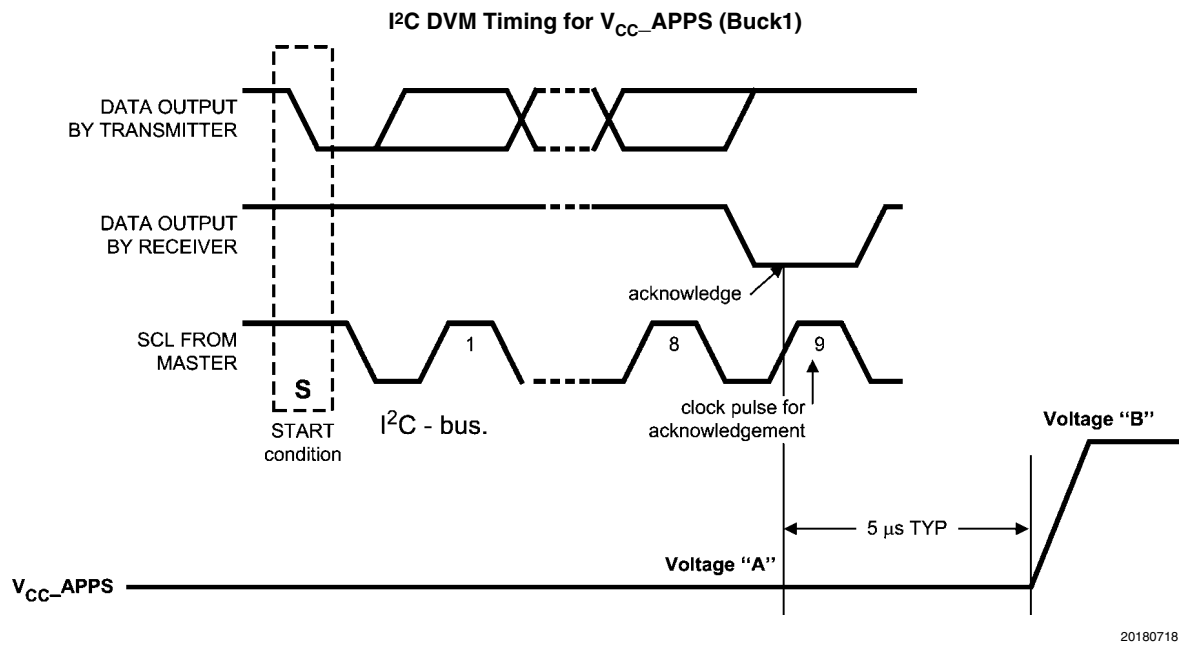 I²C DVM Timing for VCC_APPS (Buck1)
DATA OUTPUT
BY TRANSMITTER
DATA OUTPUT
BY RECEIVER
acknowledge
SCL FROM
MASTER
1
8
9
S
START
condition
I²C - bus.
clock pulse for
acknowledgement
Voltage “B”
5 μs TYP
Voltage “A”
VCC_APPS
20180718